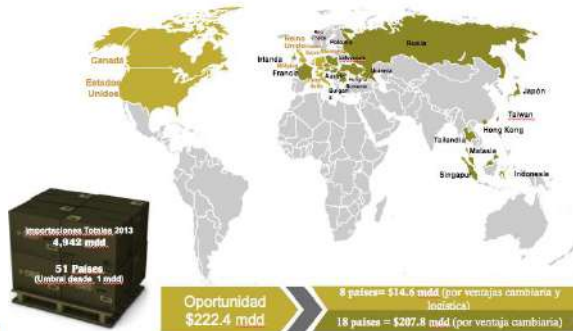 Canadá
Estados
Unidos
Reino
Unido
Irlanda
Francia
Polonia
Rusia
Ucrania
Japón
Taiwan
Hong Kong
Tailandia
Malasia
Singapur
Indonesia
Importaciones Totales 2013
4,942 mdd
51 Países
(Umbral desde 1 mdd)
Oportunidad
$222.4 mdd
8 países= $14.6 mdd (por ventajas cambiaria y
logística)
18 países = $207.8 mdd (por ventaja cambiaria)